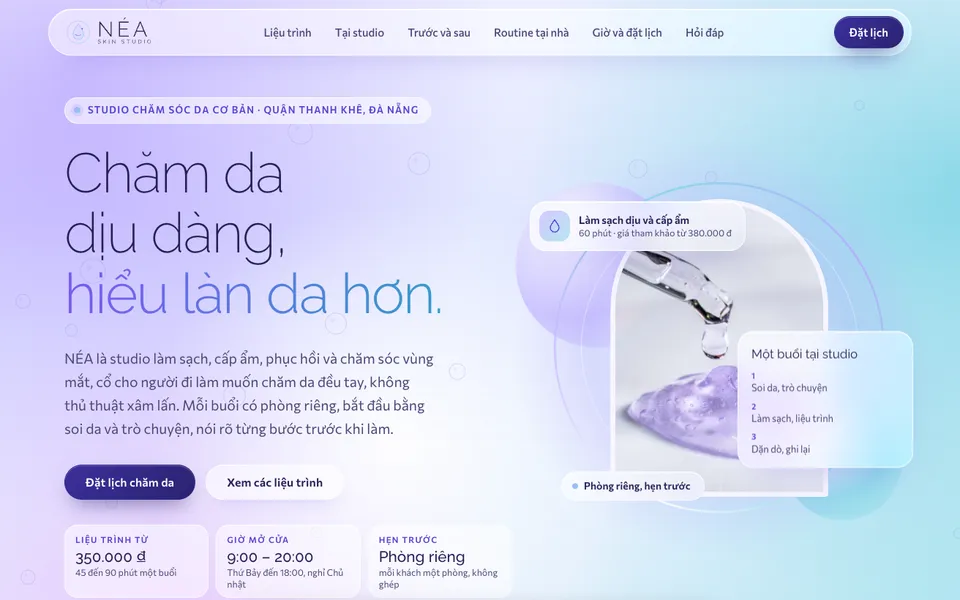 NÉA
SKIN STUDIO
Liệu trình
Tại studio
Trước và sau
Routine tại nhà
Giờ và đặt lịch
Hỏi đáp
Đặt lịch
STUDIO CHĂM SÓC DA CƠ BẢN · QUẬN THANH KHÊ, ĐÀ NẴNG
Chăm da
dịu dàng,
hiểu làn da hơn.
NÉA là studio làm sạch, cấp ẩm, phục hồi và chăm sóc vùng
mắt, cổ cho người đi làm muốn chăm da đều tay, không
thủ thuật xâm lấn. Mỗi buổi có phòng riêng, bắt đầu bằng
soi da và trò chuyện, nói rõ từng bước trước khi làm.
Đặt lịch chăm da
Xem các liệu trình
LIỆU TRÌNH TỪ
350.000 ₫
45 đến 90 phút một buổi
GIỜ MỞ CỬA
9:00 – 20:00
Thứ Bảy đến 18:00, nghỉ Chủ
nhật
HẸN TRƯỚC
Phòng riêng
mỗi khách một phòng, không
ghép
Làm sạch dịu và cấp ẩm
60 phút · giá tham khảo từ 380.000 đ
Một buổi tại studio
1
Soi da, trò chuyện
2
Làm sạch, liệu trình
3
Dặn dò, ghi lại
Phòng riêng, hẹn trước